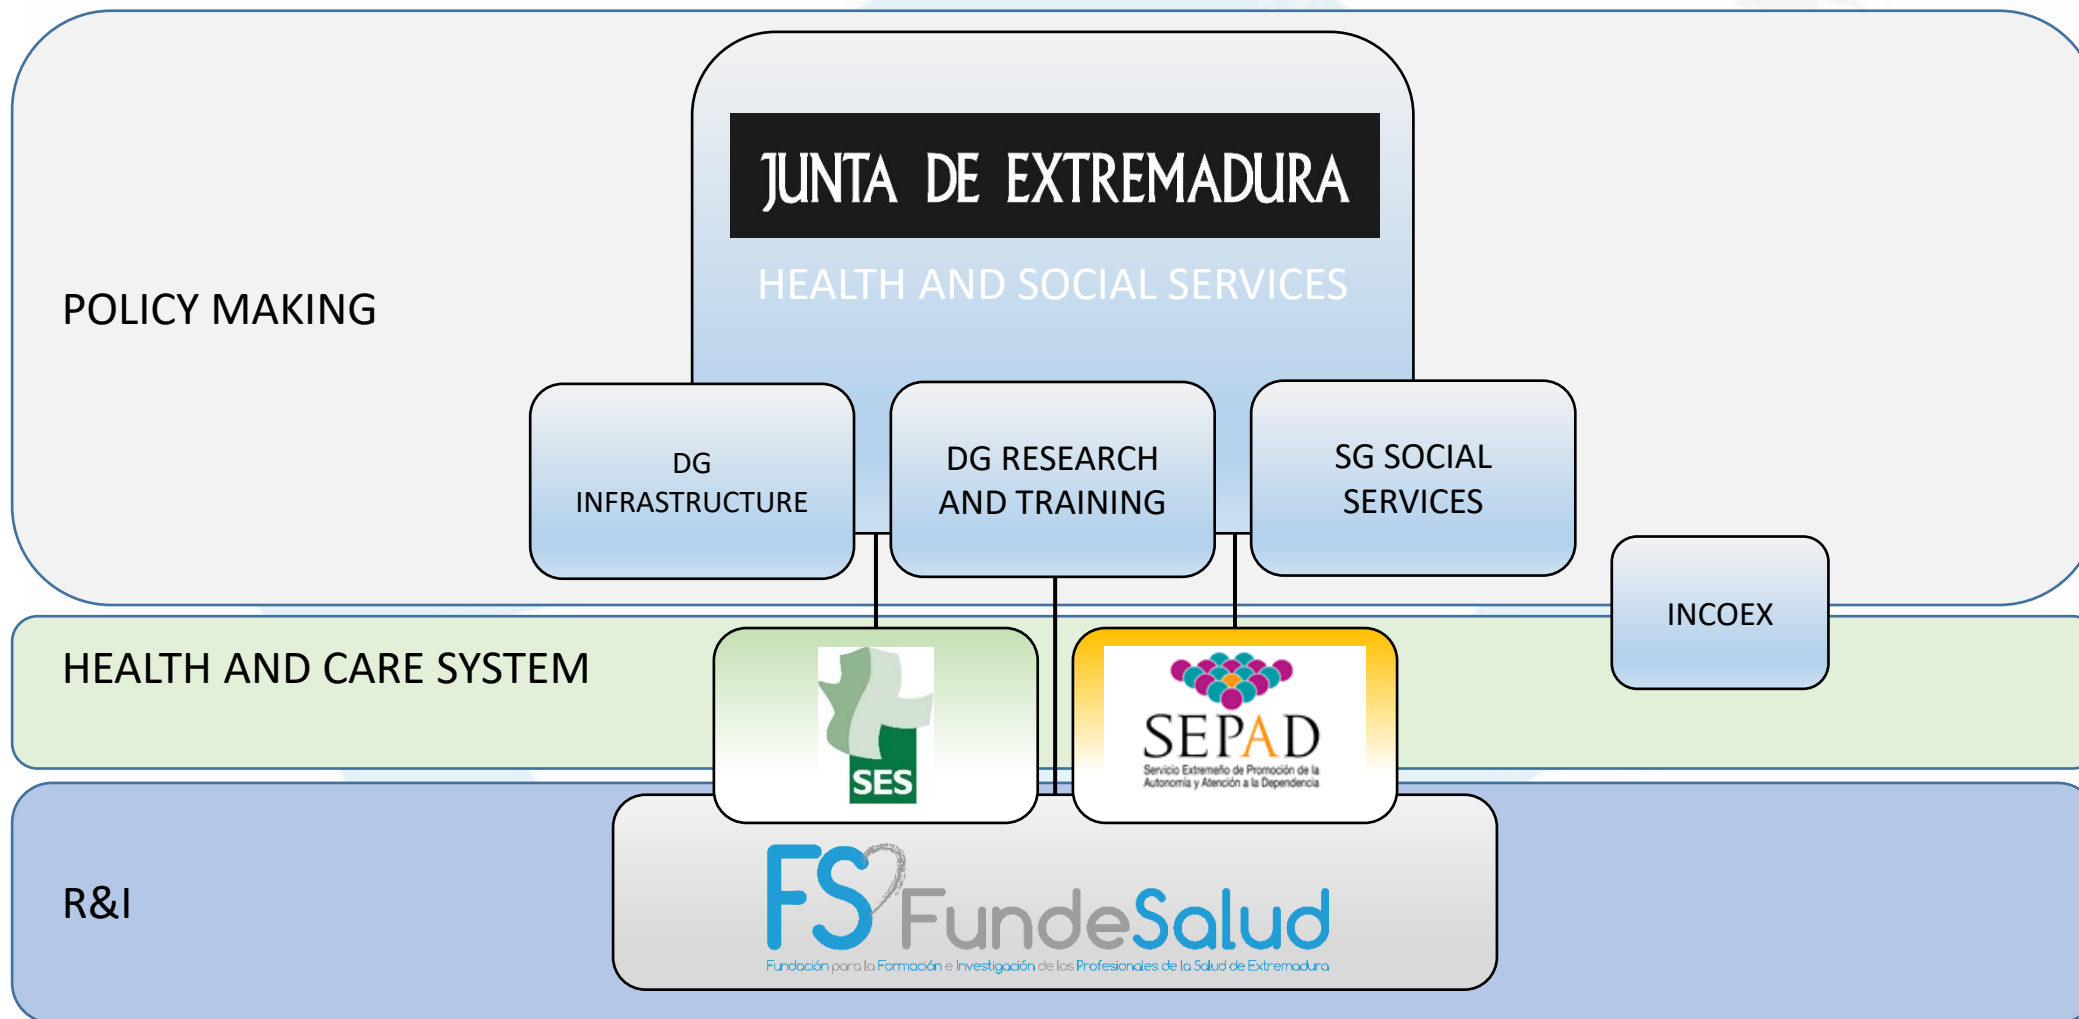 JUNTA DE EXTREMADURA
HEALTH AND SOCIAL SERVICES
POLICY MAKING
DG
INFRASTRUCTURE
DG RESEARCH
AND TRAINING
SG SOCIAL
SERVICES
INCOEX
HEALTH AND CARE SYSTEM
SES
SEPAD
Servicio Extremeño de Promoción de la
Autonomía y Atención a la Dependencia
R&I
FS FundeSalud
Fundación para la Formación e Investigación de los Profesionales de la Salud de Extremadura